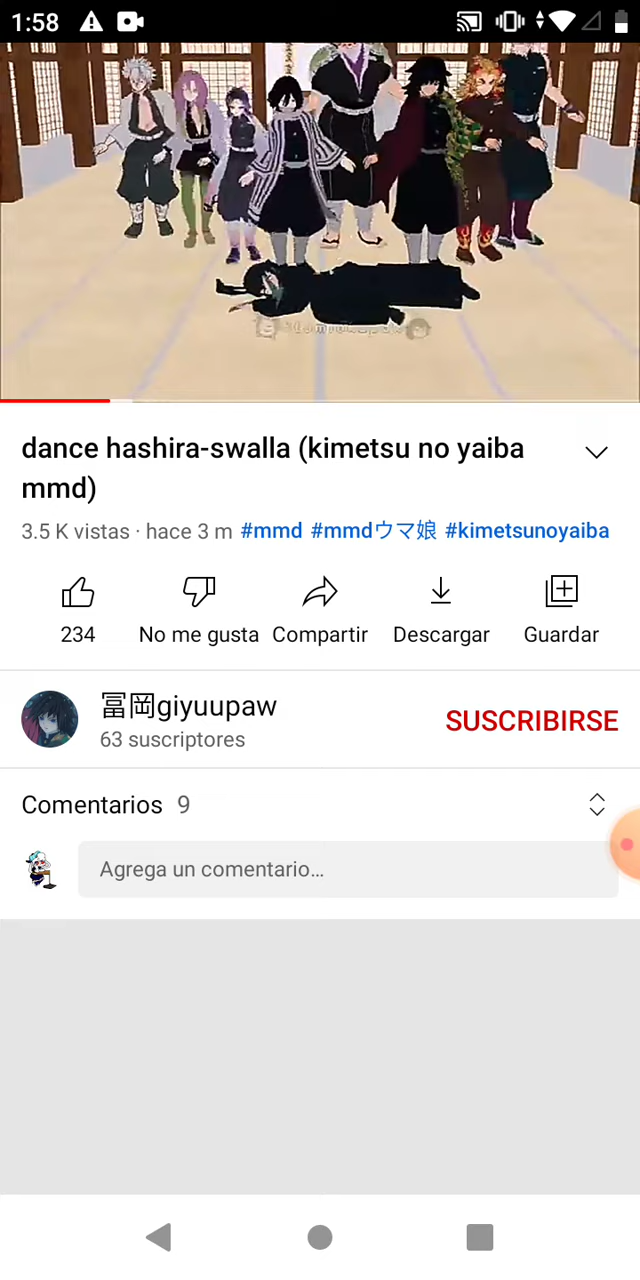 1:58
dance hashira-swalla (kimetsu no yaiba
mmd)
3.5 K vistas · hace 3 m #mmd #mmdウマ娘 #kimetsunoyaiba
234 No me gusta Compartir Descargar Guardar
冨岡giyuupaw
SUSCRIBIRSE
63 suscriptores
Comentarios 9
Agrega un comentario...